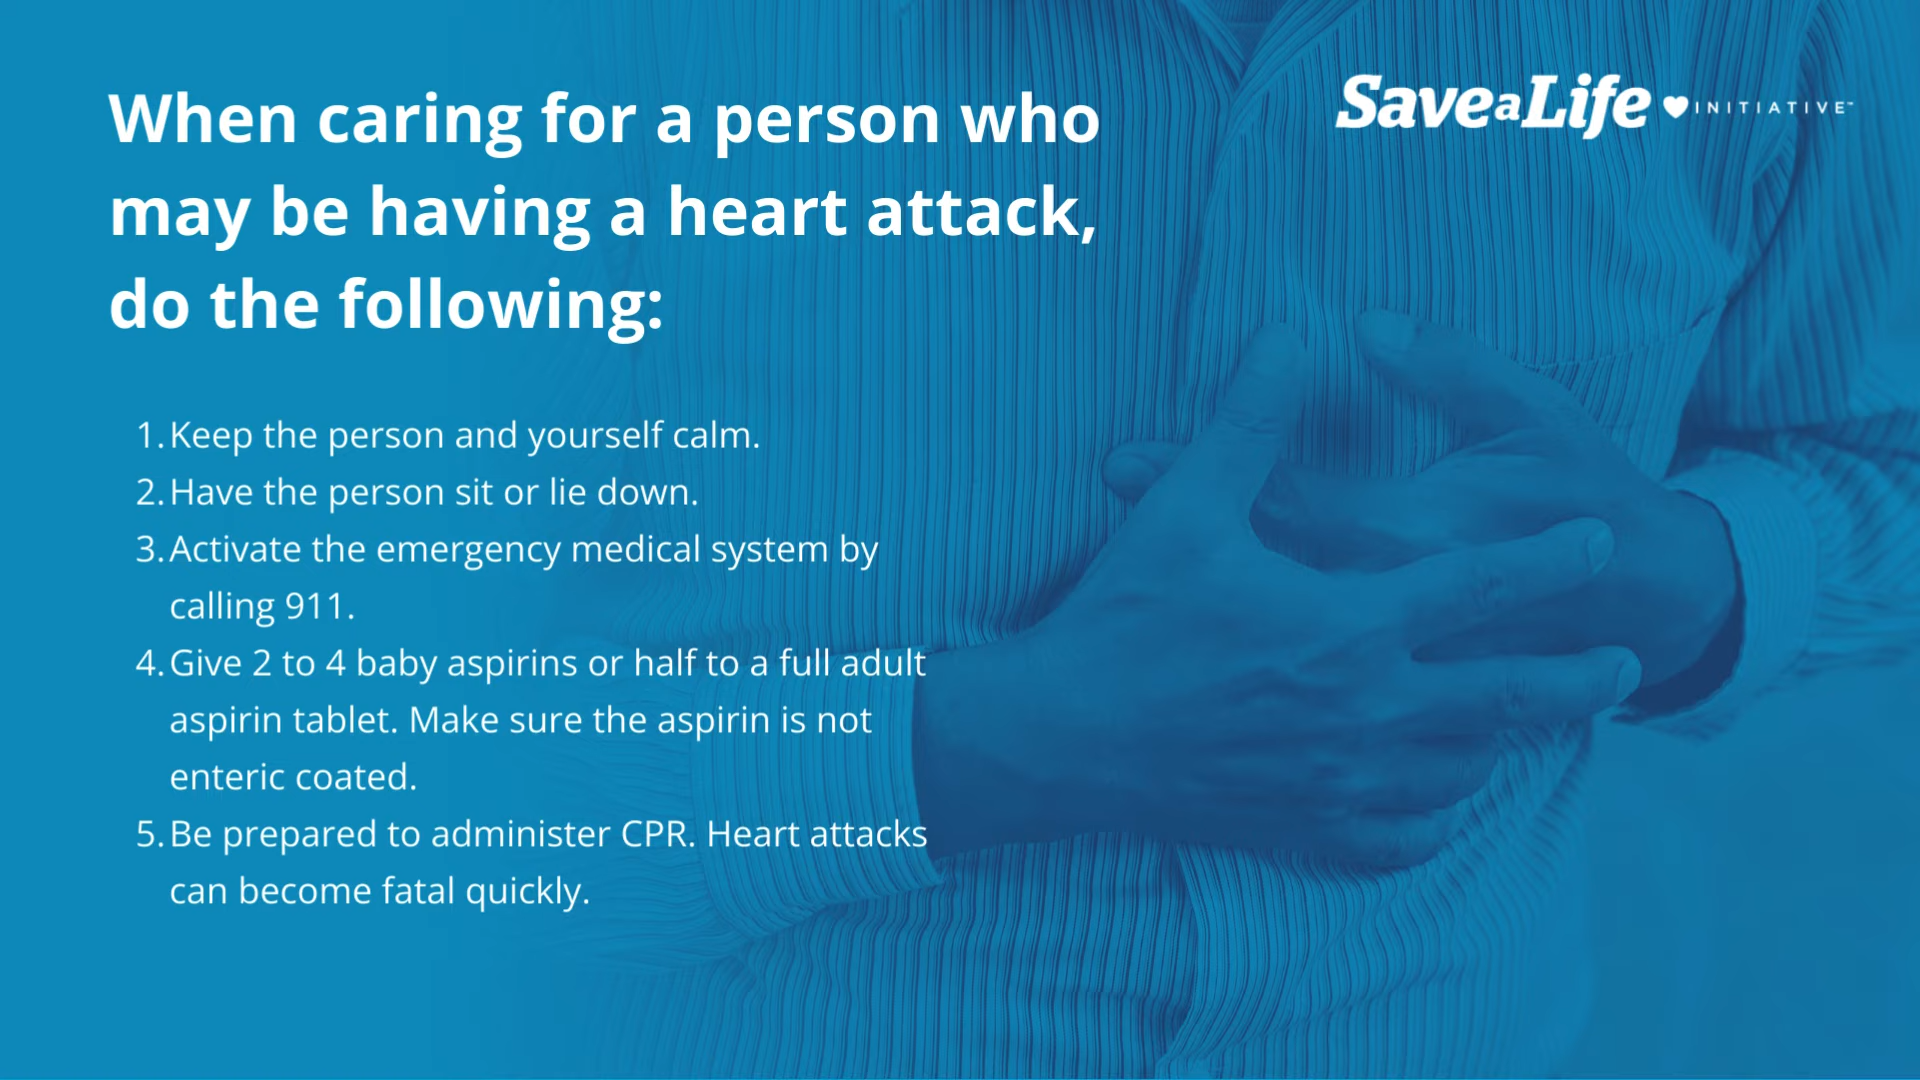 When caring for a person who
may be having a heart attack,
do the following:
SaveaLife INITIATIVE™
1. Keep the person and yourself calm.
2. Have the person sit or lie down.
3. Activate the emergency medical system by
calling 911.
4. Give 2 to 4 baby aspirins or half to a full adult
aspirin tablet. Make sure the aspirin is not
enteric coated.
5. Be prepared to administer CPR. Heart attacks
can become fatal quickly.